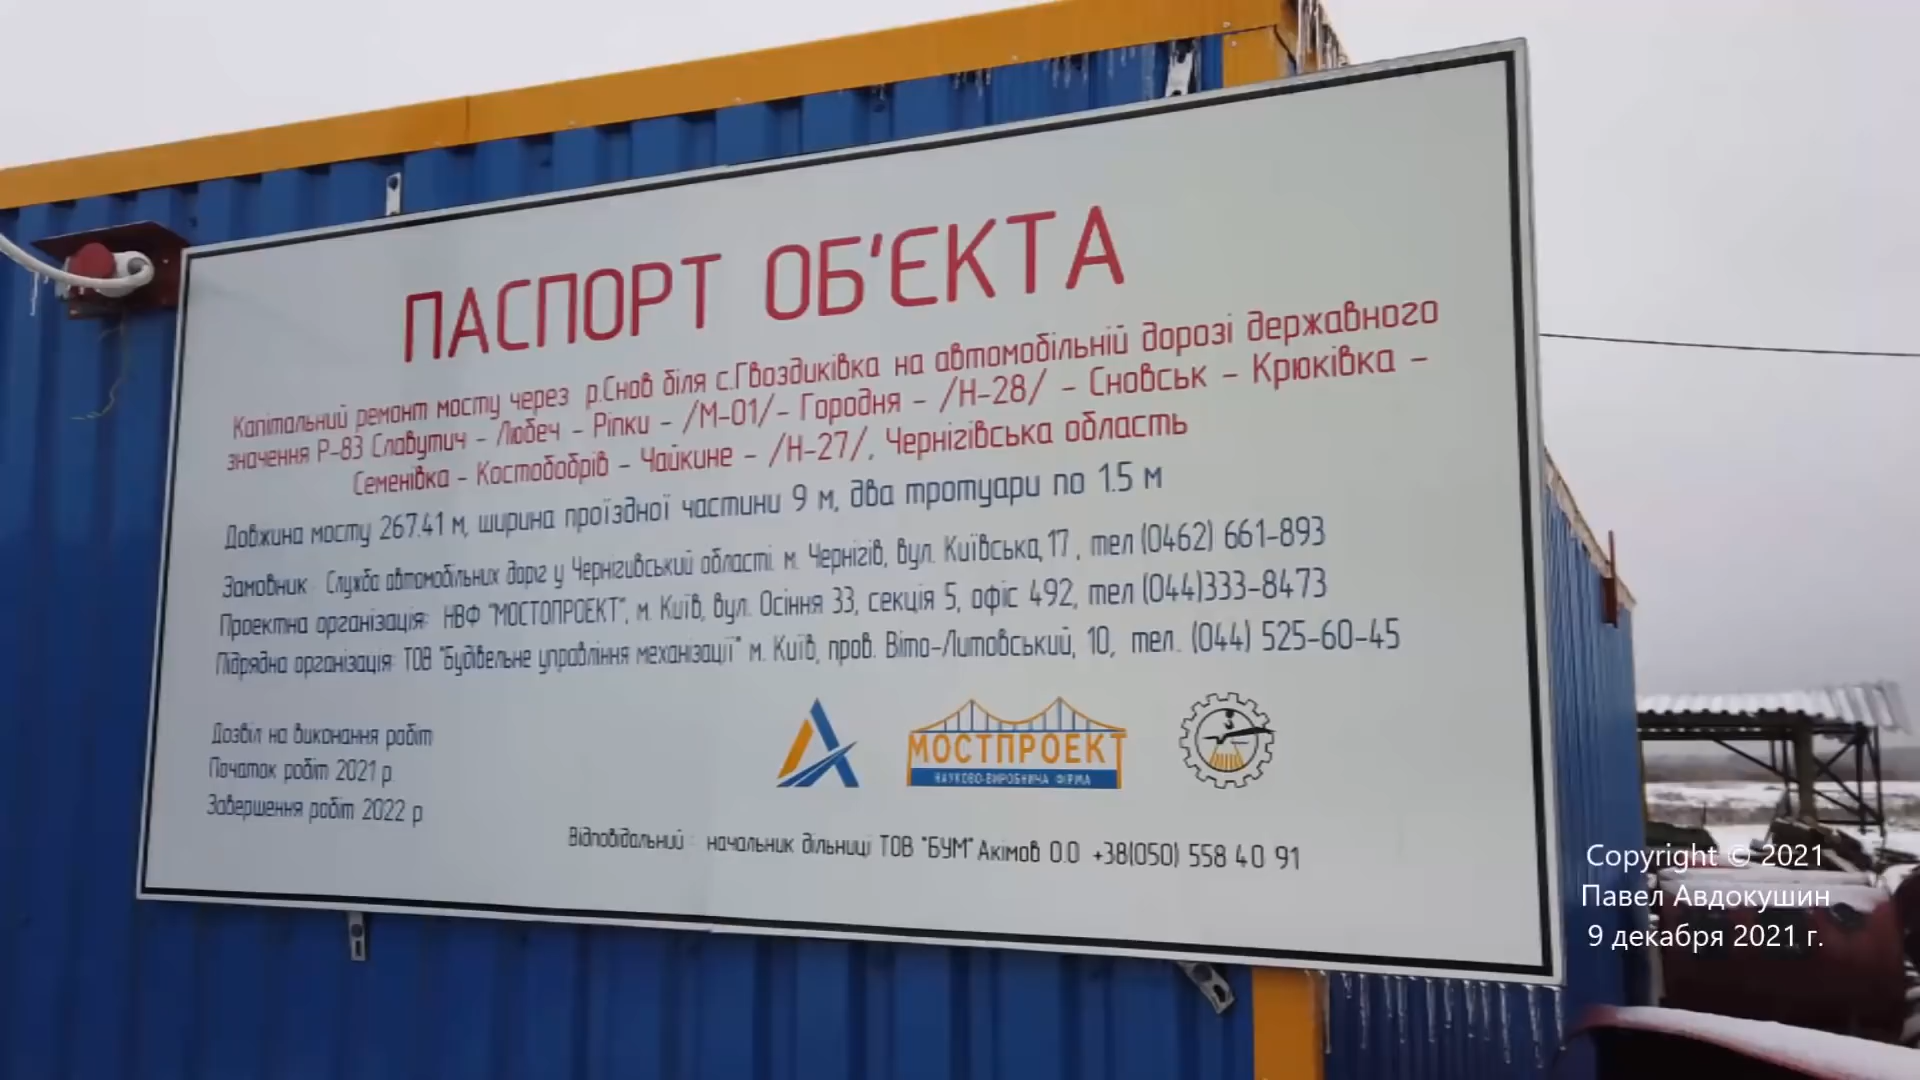 ПАСПОРТ ОБ'ЄКТА
Капітальний ремонт мосту через р.Снов біля с.Гвоздиківка на автомобільній дорозі державного
значення Р-83 Славутич - Любеч - Ріпки - /М-01/- Городня - /Н-28/ - Сновськ - Крюківка -
Семенівка - Костобобрів - Чайкине - /Н-27/, Чернігівська область
Довжина мосту 267.41 м, ширина проїздної частини 9 м, два тротуари по 1.5 м
Замовник: Служба автомобільних доріг у Чернігивський області. м. Чернігів, вул. Київська, 17, тел (0462) 661-893
Проектна організація: НВФ "МОСТОПРОЕКТ", м. Київ, вул. Осіння 33, секція 5, офіс 492, тел (044)333-8473
Підрядна організація: ТОВ "Будівельне управління механізації" м. Київ, пров. Віто-Литовський, 10, тел. (044) 525-60-45
Дозвіл на виконання робіт
Початок робіт 2021 р
Завершення робіт 2022 р
МОСТПРОЕКТ
НАУКОВО-ВИРОБНИЧА ФІРМА
Відповідальний: начальник дільниці ТОВ "БУМ" Акімов О.О +38(050) 558 40 91
Copyright © 2021
Павел Авдокушин
9 декабря 2021 г.